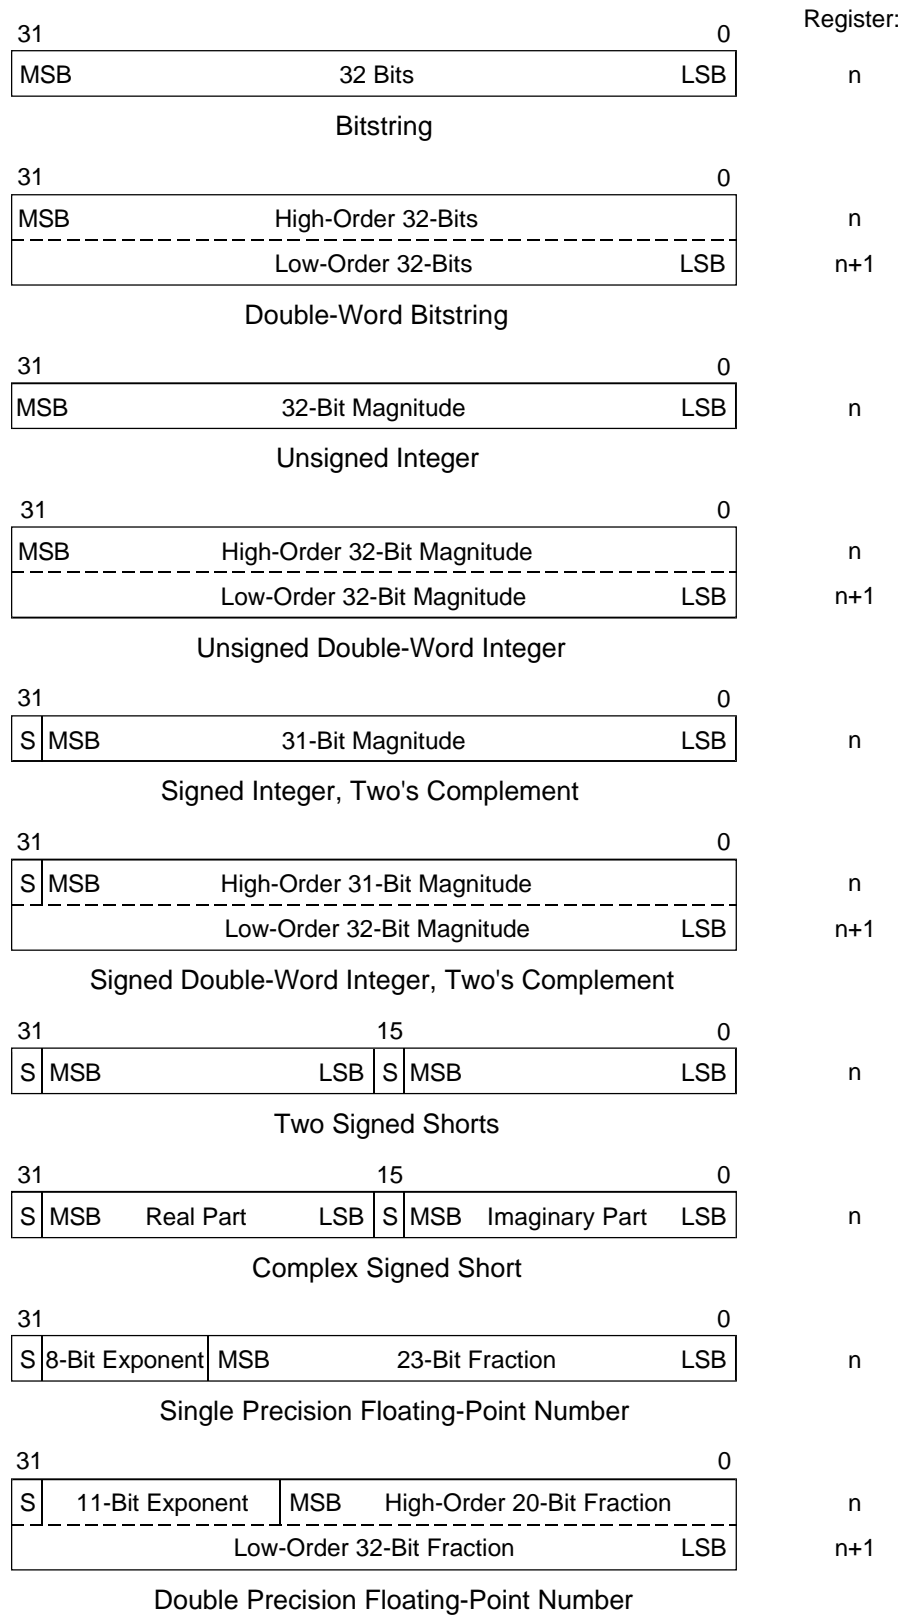 Register:
31 0
MSB 32 Bits LSB n
Bitstring
31 0
MSB High-Order 32-Bits n
Low-Order 32-Bits LSB n+1
Double-Word Bitstring
31 0
MSB 32-Bit Magnitude LSB n
Unsigned Integer
31 0
MSB High-Order 32-Bit Magnitude n
Low-Order 32-Bit Magnitude LSB n+1
Unsigned Double-Word Integer
31 0
S MSB 31-Bit Magnitude LSB n
Signed Integer, Two's Complement
31 0
S MSB High-Order 31-Bit Magnitude n
Low-Order 32-Bit Magnitude LSB n+1
Signed Double-Word Integer, Two's Complement
31 15 0
S MSB LSB S MSB LSB n
Two Signed Shorts
31 15 0
S MSB Real Part LSB S MSB Imaginary Part LSB n
Complex Signed Short
31 0
S 8-Bit Exponent MSB 23-Bit Fraction LSB n
Single Precision Floating-Point Number
31 0
S 11-Bit Exponent MSB High-Order 20-Bit Fraction n
Low-Order 32-Bit Fraction LSB n+1
Double Precision Floating-Point Number